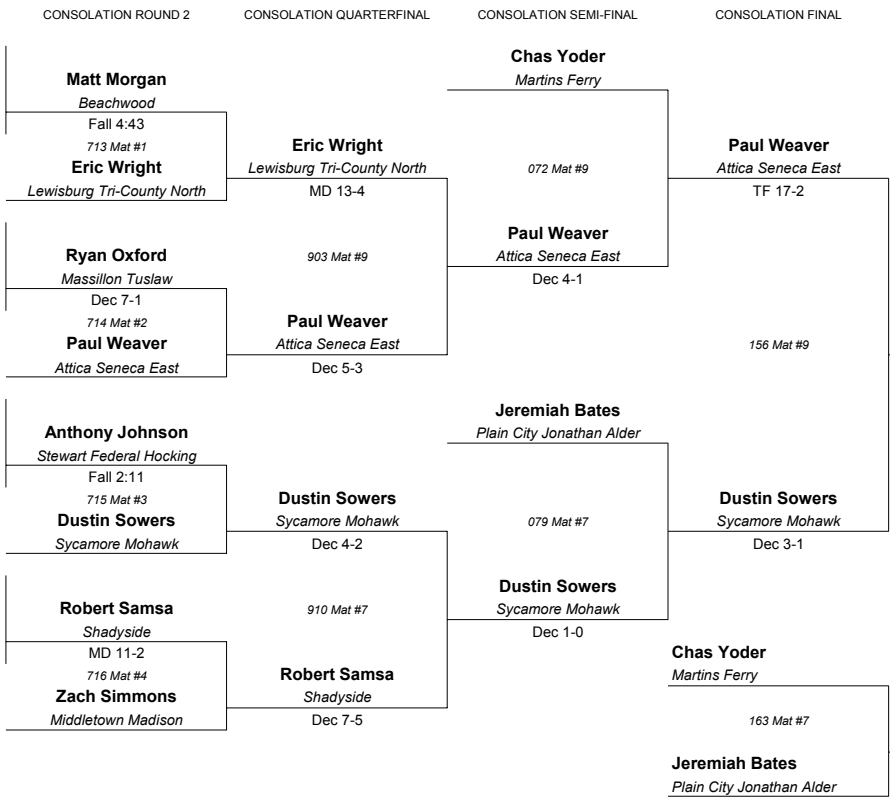 CONSOLATION ROUND 2
CONSOLATION QUARTERFINAL
CONSOLATION SEMI-FINAL
CONSOLATION FINAL
Matt Morgan
Beachwood
Fall 4:43
713 Mat #1
Eric Wright
Lewisburg Tri-County North
Ryan Oxford
Massillon Tuslaw
Dec 7-1
714 Mat #2
Paul Weaver
Attica Seneca East
Anthony Johnson
Stewart Federal Hocking
Fall 2:11
715 Mat #3
Dustin Sowers
Sycamore Mohawk
Robert Samsa
Shadyside
MD 11-2
716 Mat #4
Zach Simmons
Middletown Madison
Eric Wright
Lewisburg Tri-County North
MD 13-4
903 Mat #9
Paul Weaver
Attica Seneca East
Dec 5-3
Dustin Sowers
Sycamore Mohawk
Dec 4-2
910 Mat #7
Robert Samsa
Shadyside
Dec 7-5
Chas Yoder
Martins Ferry
072 Mat #9
Paul Weaver
Attica Seneca East
Dec 4-1
Jeremiah Bates
Plain City Jonathan Alder
079 Mat #7
Dustin Sowers
Sycamore Mohawk
Dec 1-0
Paul Weaver
Attica Seneca East
TF 17-2
156 Mat #9
Dustin Sowers
Sycamore Mohawk
Dec 3-1
Chas Yoder
Martins Ferry
163 Mat #7
Jeremiah Bates
Plain City Jonathan Alder